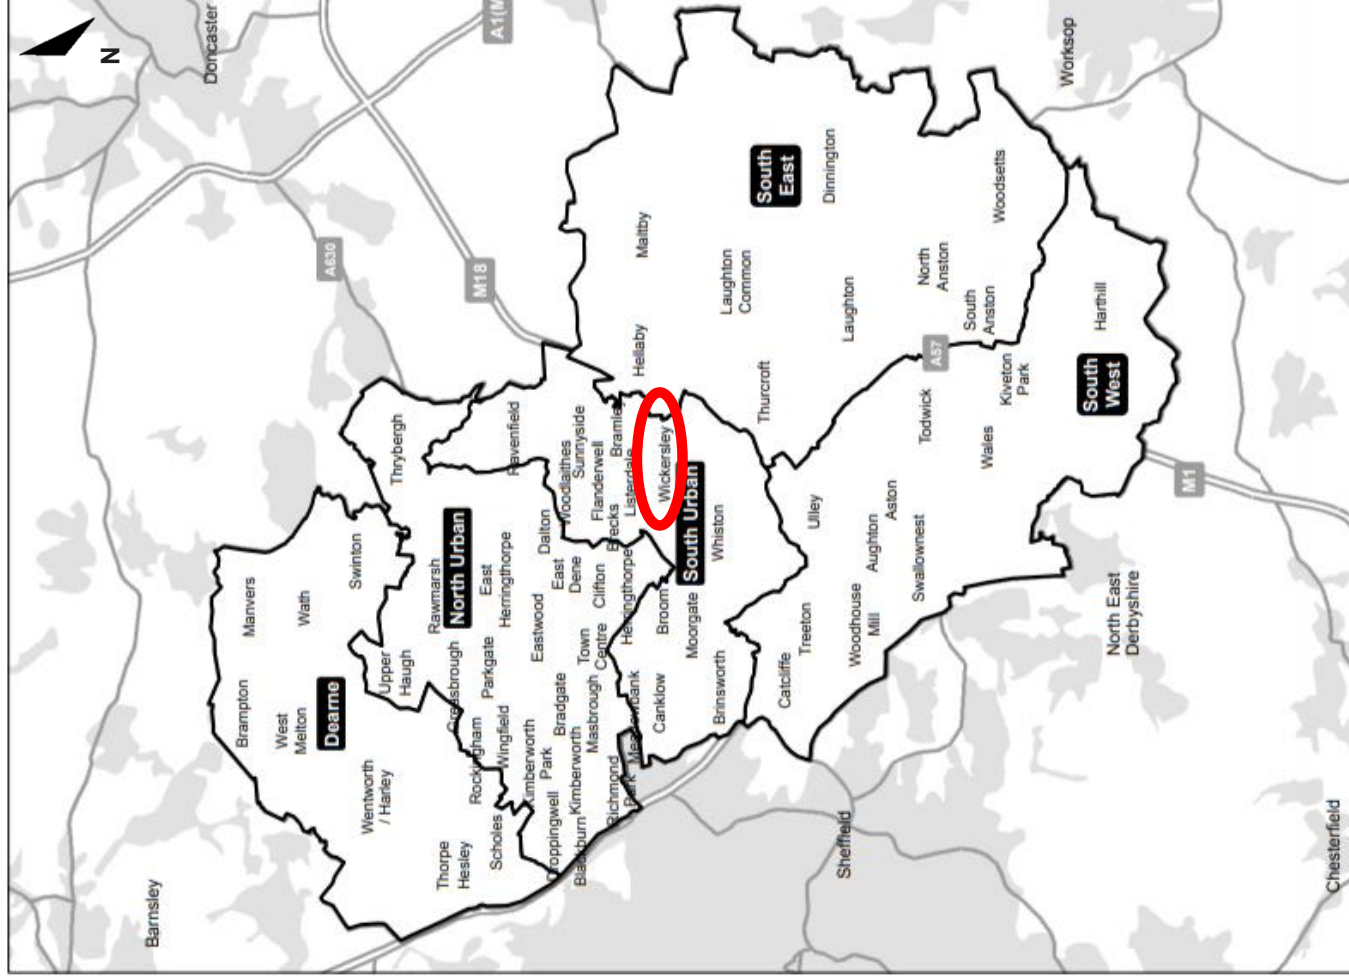 N
Doncaster
A1(M
Barnsley
A630
M18
Manvers
Brampton
Wath
West
Melton
Dearne
Swinton
Wentworth
/ Harley
Upper
Haugh
Thorpe
Hesley
Scholes
Thrybergh
Rawmarsh
North Urban
Greasbrough
Rockingham
Wingfield
Parkgate
East
Herringthorpe
Ravenfield
Kimberworth
Park
Bradgate
Eastwood
Dalton
East
Dene
Woodlaithes
Sunnyside
Flanderwell
Bramley
Droppingwell
Blackburn
Kimberworth
Masbrough
Town
Centre
Clifton
Brecks
Listerdale
Richmond
Park
Meadowbank
Herringthorpe
Wickersley
Hellaby
Maltby
Canklow
Broom
Moorgate
South Urban
Whiston
Brinsworth
Laughton
Common
South
East
Dinnington
Thurcroft
Laughton
Catcliffe
Treeton
Ulley
Woodhouse
Mill
Aughton
Aston
Swallownest
Todwick
A57
North
Anston
South
Anston
Woodsetts
Wales
Kiveton
Park
Harthill
South
West
Worksop
Sheffield
North East
Derbyshire
M1
Chesterfield